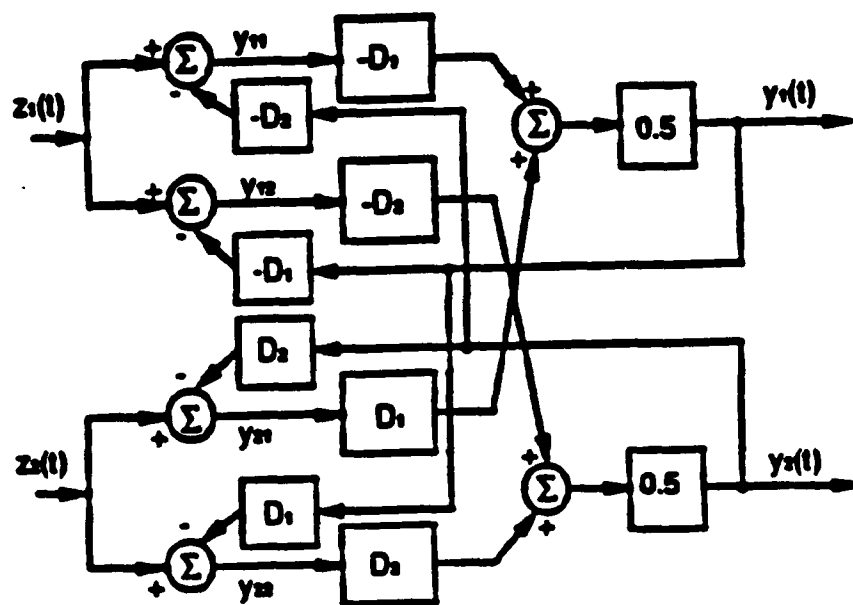 + Σ y₁₁ -D₁
-
-D₂
+
Σ 0.5 y₁(t)
+
z₁(t)
+ Σ y₁₂ -D₂
-
-D₁
D₂
-
Σ y₂₁ D₁
+
z₂(t)
+
Σ 0.5 y₂(t)
+
D₁
-
Σ y₂₂ D₂
+